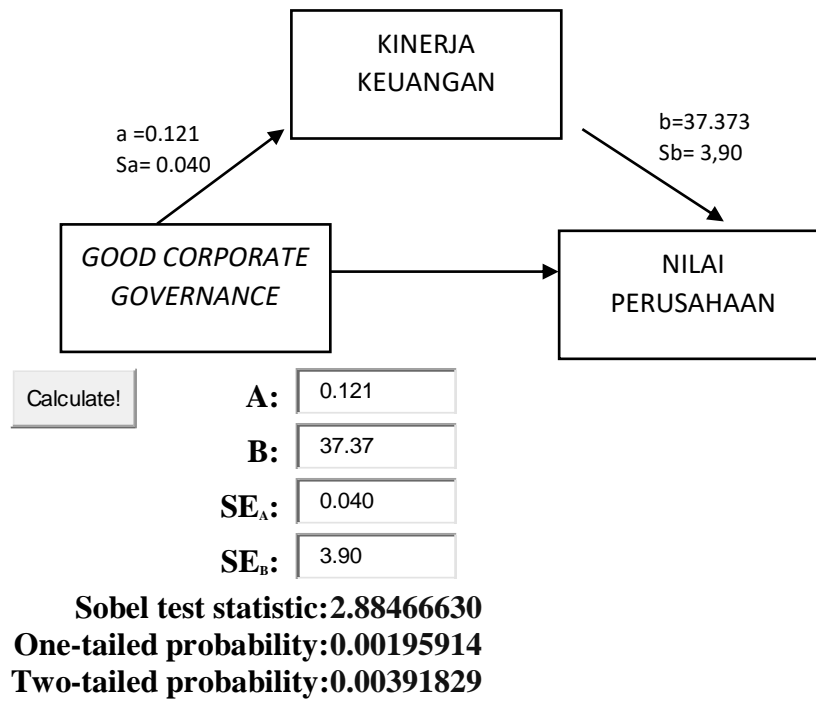 KINERJA
KEUANGAN
a =0.121
Sa= 0.040
b=37.373
Sb= 3,90
GOOD CORPORATE
GOVERNANCE
NILAI
PERUSAHAAN
Calculate!
A: 0.121
B: 37.37
SEA: 0.040
SEB: 3.90
Sobel test statistic:2.88466630
One-tailed probability:0.00195914
Two-tailed probability:0.00391829